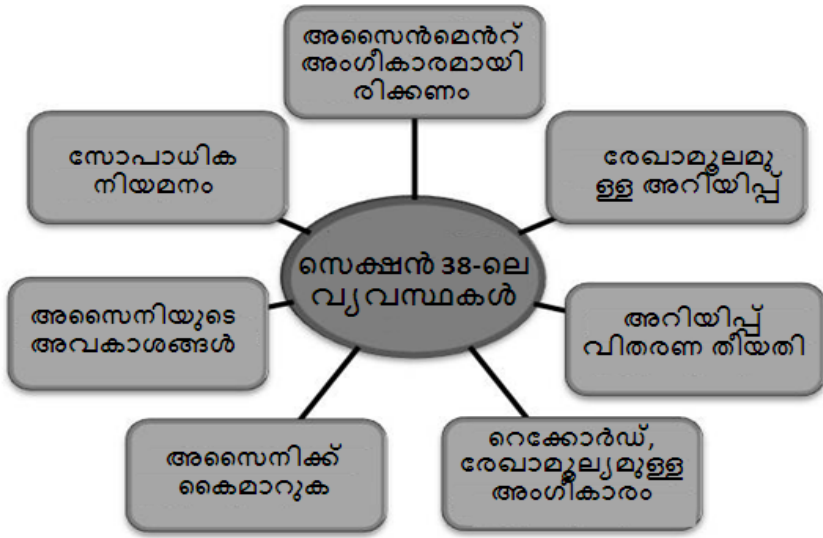 അസൈൻമെൻറ്
അംഗീകാരമായി
രിക്കണം
സോപാധിക
നിയമനം
രേഖാമൂലമു
ള്ള അറിയിപ്പ്
സെക്ഷൻ 38-ലെ
വ്യവസ്ഥകൾ
അസൈനിയുടെ
അവകാശങ്ങൾ
അറിയിപ്പ്
വിതരണ തീയതി
അസൈനിക്ക്
കൈമാറുക
റെക്കോർഡ്,
രേഖാമൂല്യമുള്ള
അംഗീകാരം